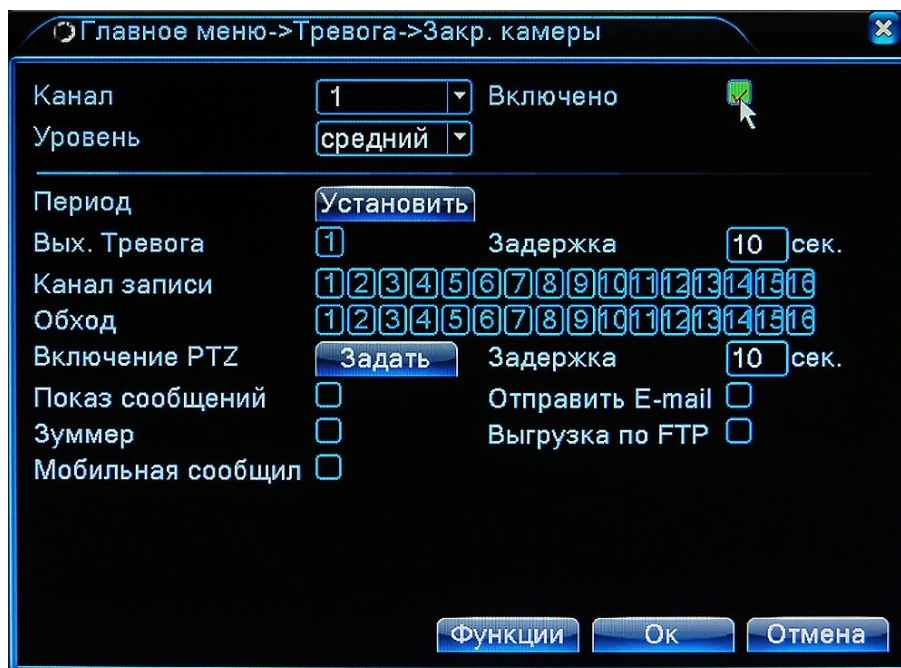 Главное меню->Тревога->Закр. камеры
Канал 1 Включено
Уровень средний
Период Установить
Вых. Тревога 1 Задержка 10 сек.
Канал записи 1 2 3 4 5 6 7 8 9 10 11 12 13 14 15 16
Обход 1 2 3 4 5 6 7 8 9 10 11 12 13 14 15 16
Включение PTZ Задать Задержка 10 сек.
Показ сообщений Отправить E-mail
Зуммер Выгрузка по FTP
Мобильная сообщил
Функции Ок Отмена